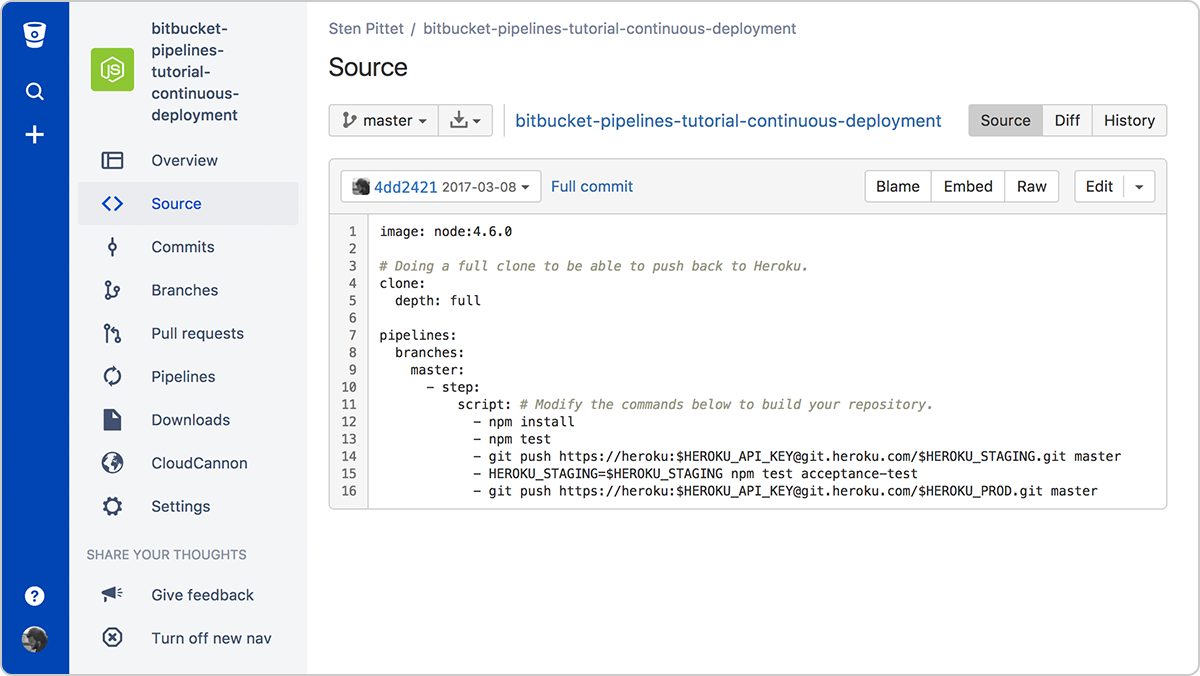 bitbucket-
pipelines-
tutorial-
continuous-
deployment
Overview
Source
Commits
Branches
Pull requests
Pipelines
Downloads
CloudCannon
Settings
SHARE YOUR THOUGHTS
Give feedback
Turn off new nav
Sten Pittet / bitbucket-pipelines-tutorial-continuous-deployment
Source
master bitbucket-pipelines-tutorial-continuous-deployment Source Diff History
4dd2421 2017-03-08 Full commit Blame Embed Raw Edit
1 image: node:4.6.0
2
3 # Doing a full clone to be able to push back to Heroku.
4 clone:
5   depth: full
6
7 pipelines:
8   branches:
9     master:
10       - step:
11           script: # Modify the commands below to build your repository.
12             - npm install
13             - npm test
14             - git push https://heroku:$HEROKU_API_KEY@git.heroku.com/$HEROKU_STAGING.git master
15             - HEROKU_STAGING=$HEROKU_STAGING npm test acceptance-test
16             - git push https://heroku:$HEROKU_API_KEY@git.heroku.com/$HEROKU_PROD.git master